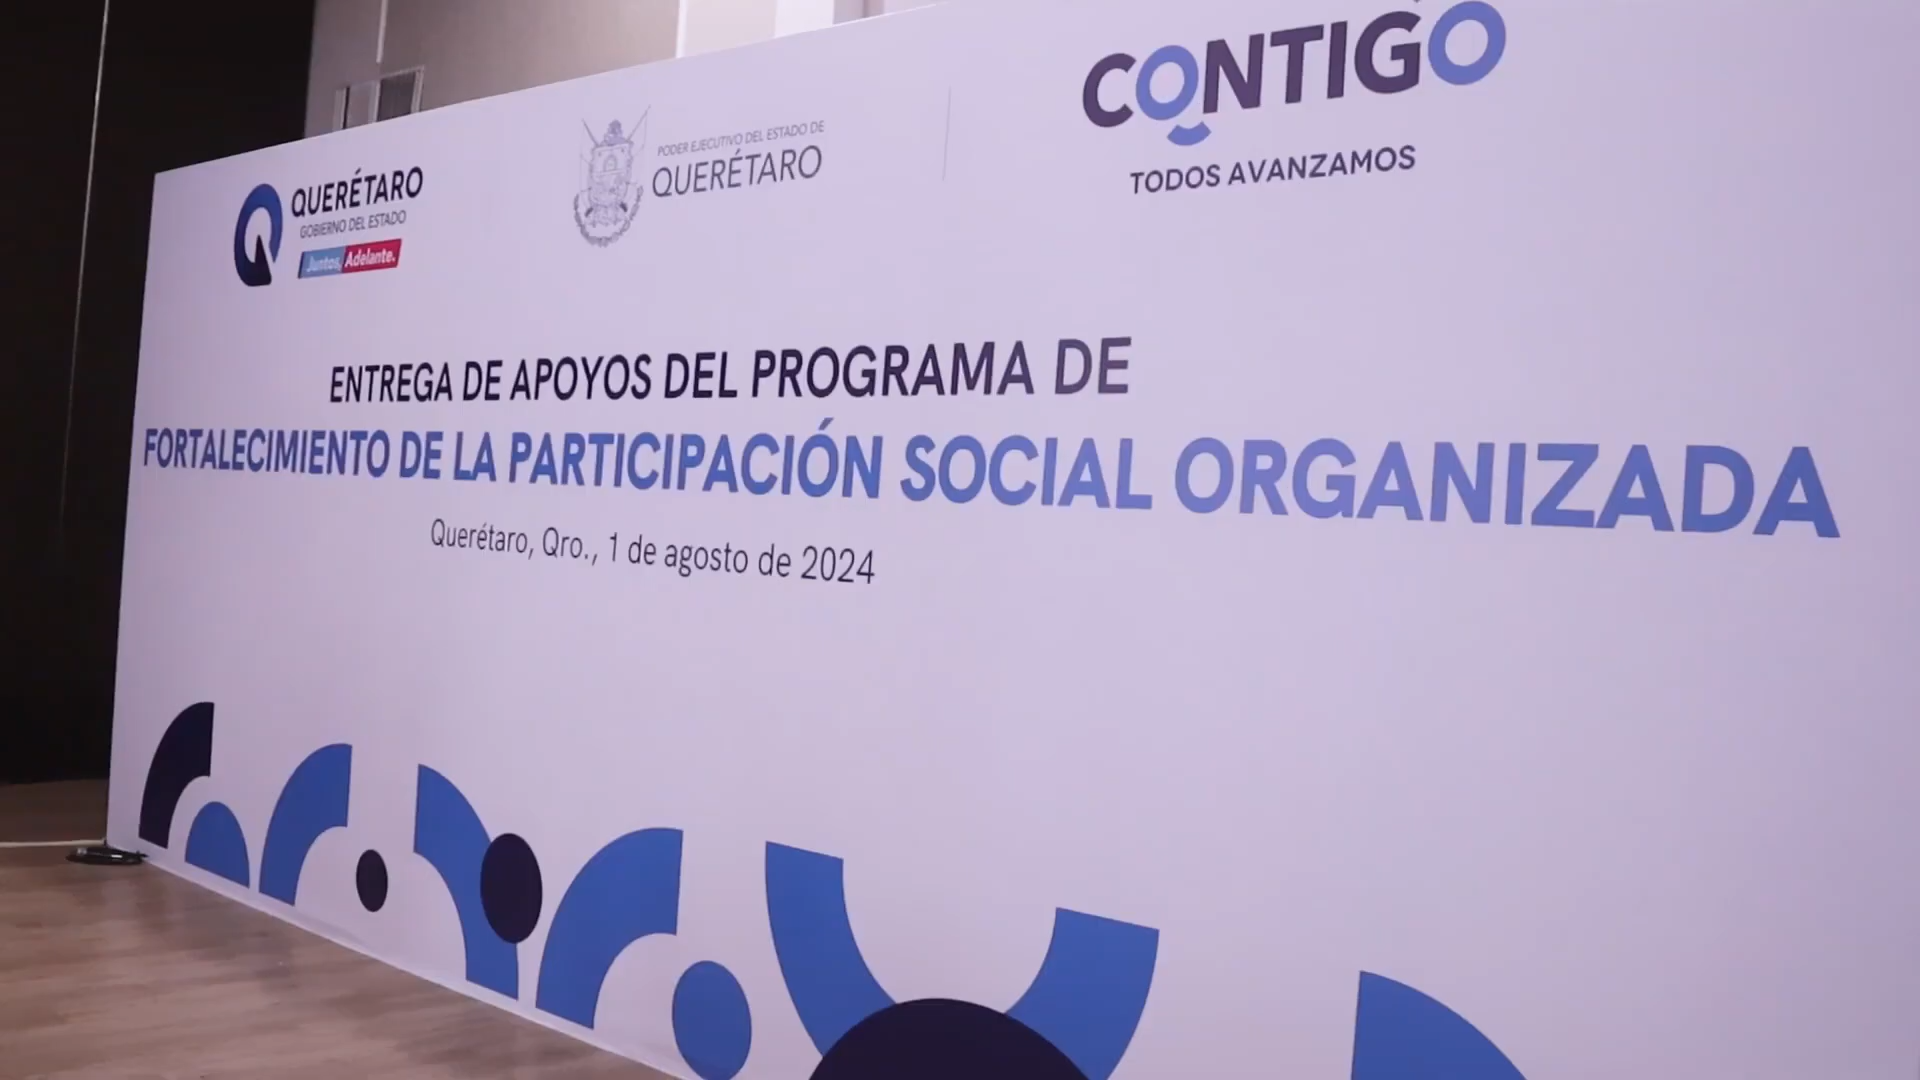 QUERÉTARO
GOBIERNO DEL ESTADO
Juntos, Adelante.
PODER EJECUTIVO DEL ESTADO DE
QUERÉTARO
CONTIGO
TODOS AVANZAMOS
ENTREGA DE APOYOS DEL PROGRAMA DE
FORTALECIMIENTO DE LA PARTICIPACIÓN SOCIAL ORGANIZADA
Querétaro, Qro., 1 de agosto de 2024